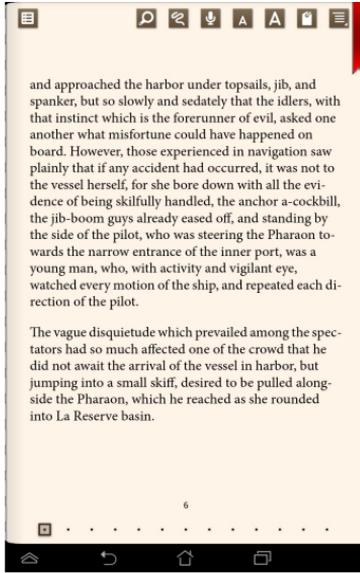 A
A
and approached the harbor under topsails, jib, and
spanker, but so slowly and sedately that the idlers, with
that instinct which is the forerunner of evil, asked one
another what misfortune could have happened on
board. However, those experienced in navigation saw
plainly that if any accident had occurred, it was not to
the vessel herself, for she bore down with all the evi-
dence of being skilfully handled, the anchor a-cockbill,
the jib-boom guys already eased off, and standing by
the side of the pilot, who was steering the Pharaon to-
wards the narrow entrance of the inner port, was a
young man, who, with activity and vigilant eye,
watched every motion of the ship, and repeated each di-
rection of the pilot.
The vague disquietude which prevailed among the spec-
tators had so much affected one of the crowd that he
did not await the arrival of the vessel in harbor, but
jumping into a small skiff, desired to be pulled along-
side the Pharaon, which he reached as she rounded
into La Reserve basin.
6